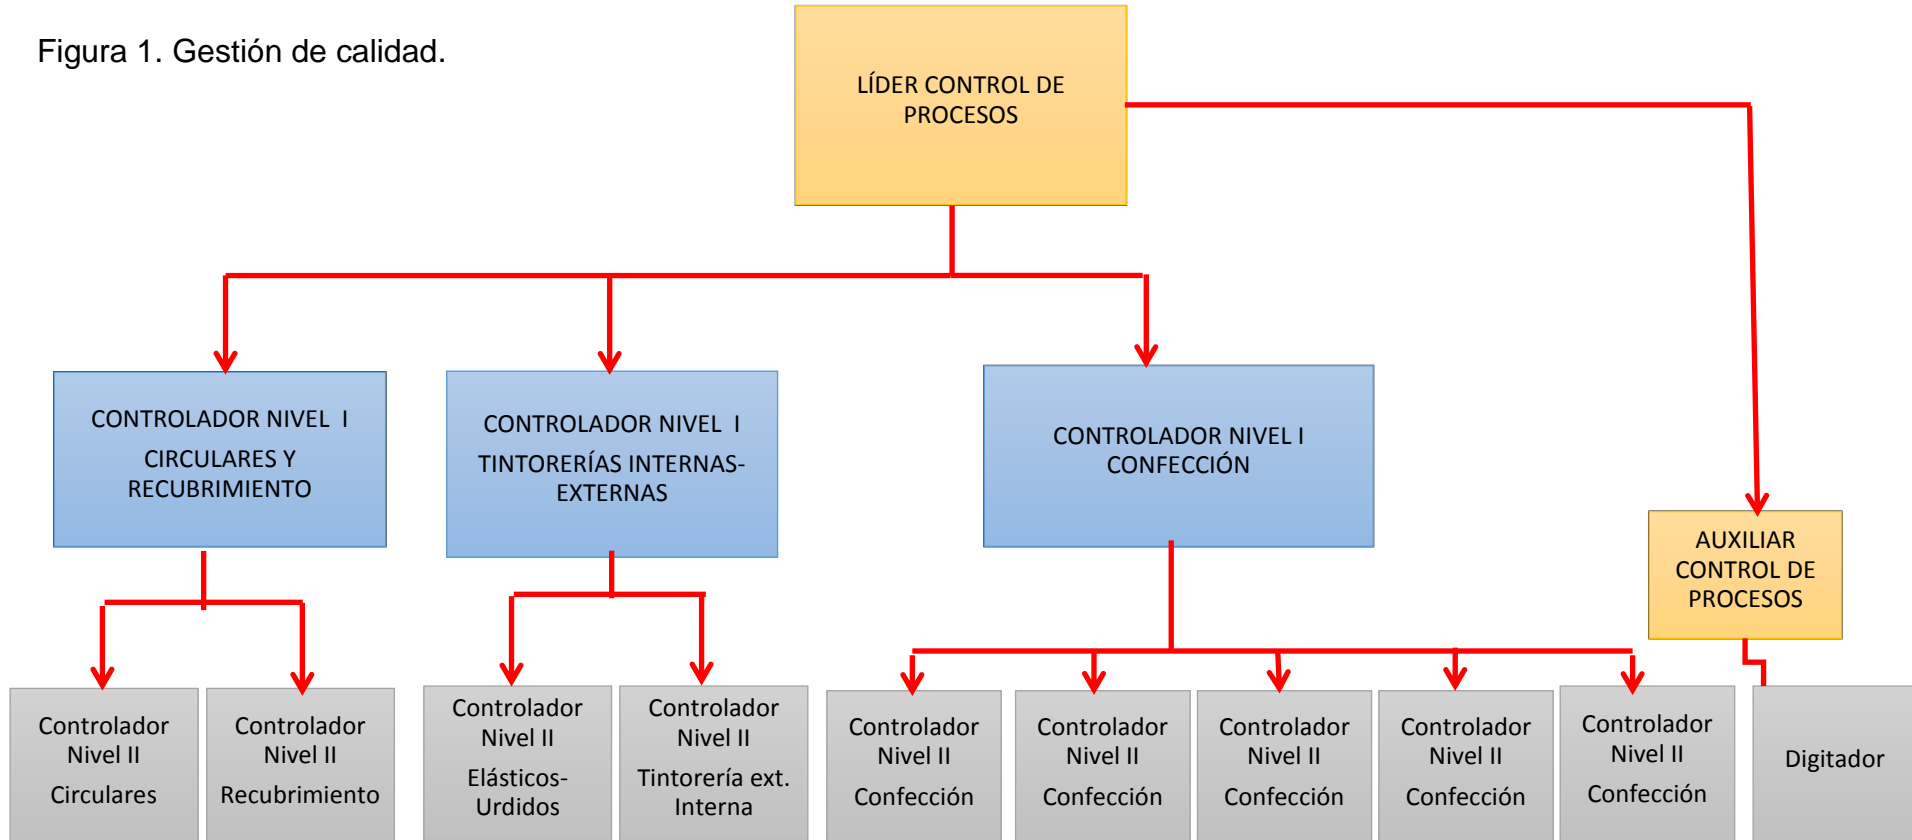 Figura 1. Gestión de calidad.
LÍDER CONTROL DE
PROCESOS
CONTROLADOR NIVEL I
CIRCULARES Y
RECUBRIMIENTO
CONTROLADOR NIVEL I
TINTORERÍAS INTERNAS-
EXTERNAS
CONTROLADOR NIVEL I
CONFECCIÓN
AUXILIAR
CONTROL DE
PROCESOS
Controlador
Nivel II
Circulares
Controlador
Nivel II
Recubrimiento
Controlador
Nivel II
Elásticos-
Urdidos
Controlador
Nivel II
Tintorería ext.
Interna
Controlador
Nivel II
Confección
Controlador
Nivel II
Confección
Controlador
Nivel II
Confección
Controlador
Nivel II
Confección
Controlador
Nivel II
Confección
Digitador